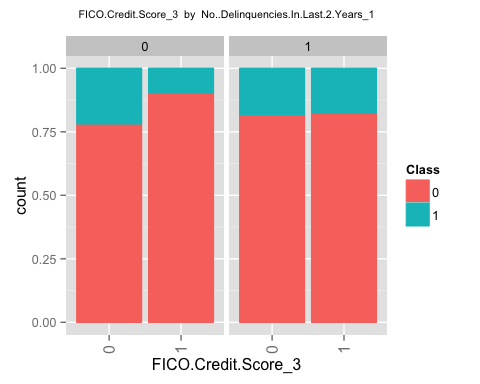 FICO.Credit.Score_3 by No..Delinquencies.In.Last.2.Years_1
0 1
1.00
0.75
0.50
0.25
0.00
count
0 1 0 1
FICO.Credit.Score_3
Class
0
1